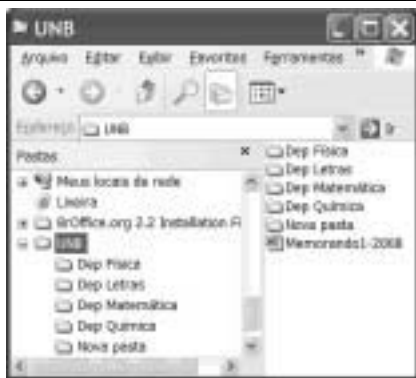 UNB
Arquivo Editar Exibir Favoritos Ferramentas »
Endereço UNB Ir
Pastas x
Meus locais de rede
Lixeira
BrOffice.org 2.2 Installation Fi
UNB
Dep Física
Dep Letras
Dep Matemática
Dep Química
Nova pasta
Dep Física
Dep Letras
Dep Matemática
Dep Química
Nova pasta
Memorando1-2008